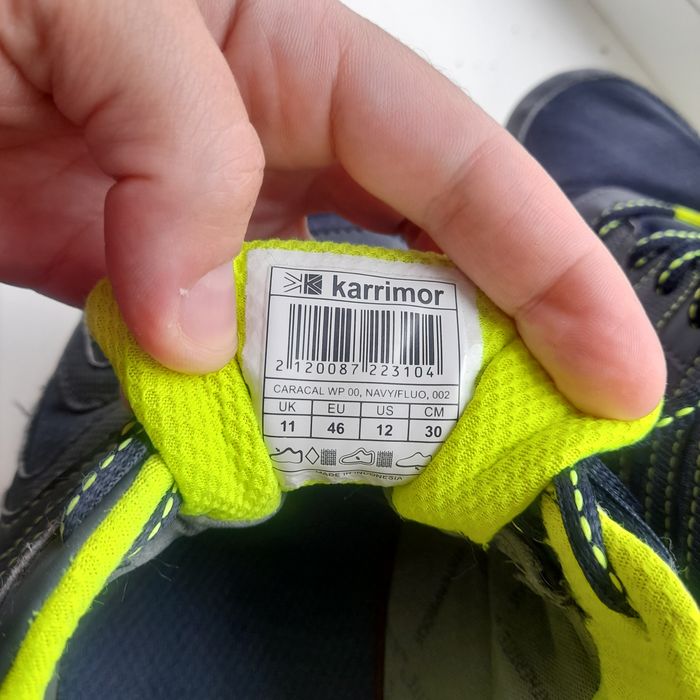 karrimor
2 120087 223104
CARACAL WP 00, NAVY/FLUO, 002
UK EU US CM
11 46 12 30
MADE IN INDONESIA